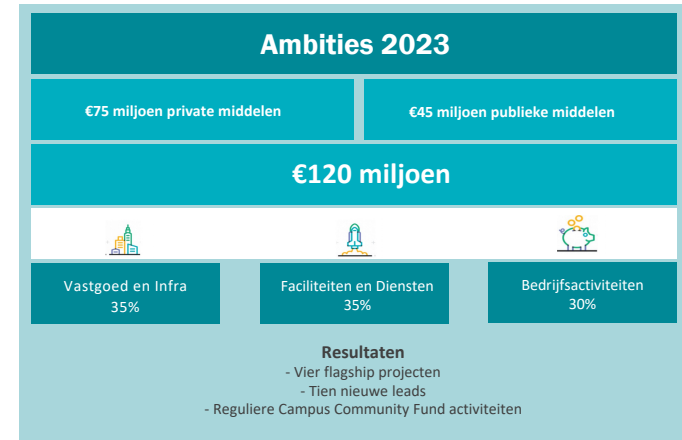 Ambities 2023
€75 miljoen private middelen
€45 miljoen publieke middelen
€120 miljoen
Vastgoed en Infra
35%
Faciliteiten en Diensten
35%
Bedrijfsactiviteiten
30%
Resultaten
- Vier flagship projecten
- Tien nieuwe leads
- Reguliere Campus Community Fund activiteiten